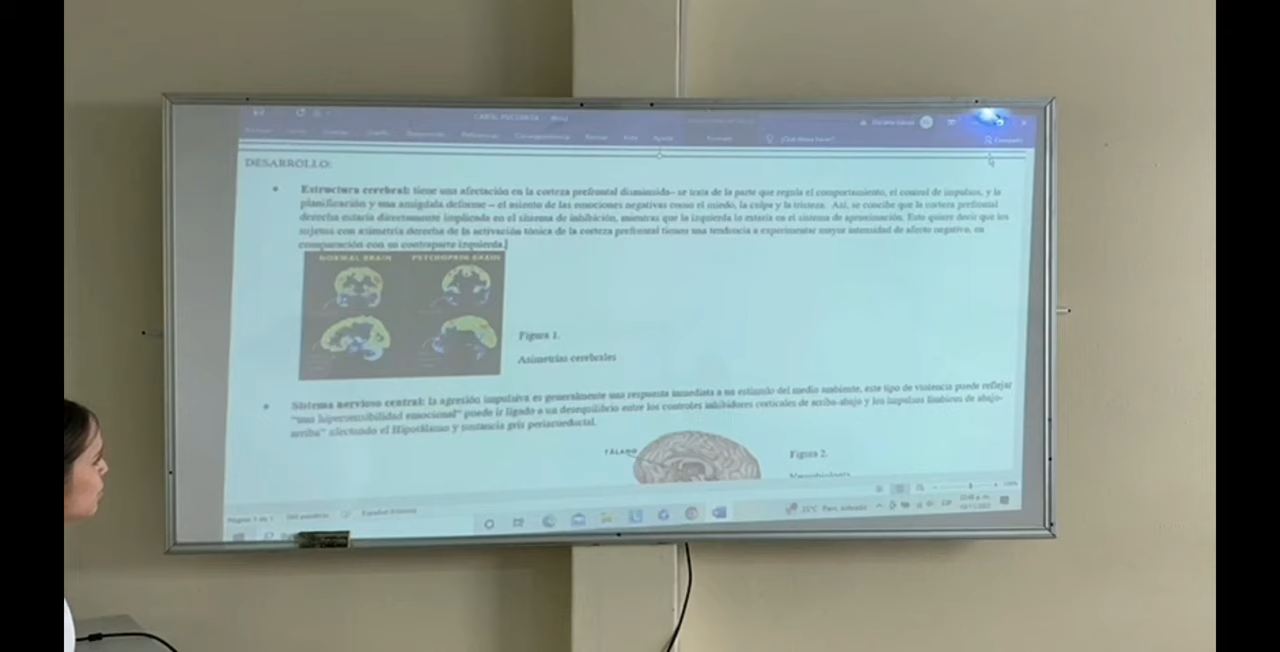 DESARROLLO:
Estructura cerebral: tiene una afectación en la corteza prefrontal disminuida– se trata de la parte que regula el comportamiento, el control de impulsos, y la
planificación y una amígdala deforme – el asiento de las emociones negativas como el miedo, la culpa y la tristeza. Así, se concibe que la corteza prefrontal
derecha estaría directamente implicada en el sistema de inhibición, mientras que la izquierda lo estaría en el sistema de aproximación. Esto quiere decir que los
sujetos con asimetría derecha de la activación tónica de la corteza prefrontal tienen una tendencia a experimentar mayor intensidad de afecto negativo, en
comparación con su contraparte izquierda.
NORMAL BRAIN PSYCHOPATH BRAIN
Figura 1.
Asimetrías cerebrales
Sistema nervioso central: la agresión impulsiva es generalmente una respuesta inmediata a un estímulo del medio ambiente, este tipo de violencia puede reflejar
"una hipersensibilidad emocional" puede ir ligado a un desequilibrio entre los controles inhibidores corticales de arriba-abajo y los impulsos límbicos de abajo-
arriba" afectando el Hipotálamo y sustancia gris periacueductal.
TÁLAMO
Figura 2.